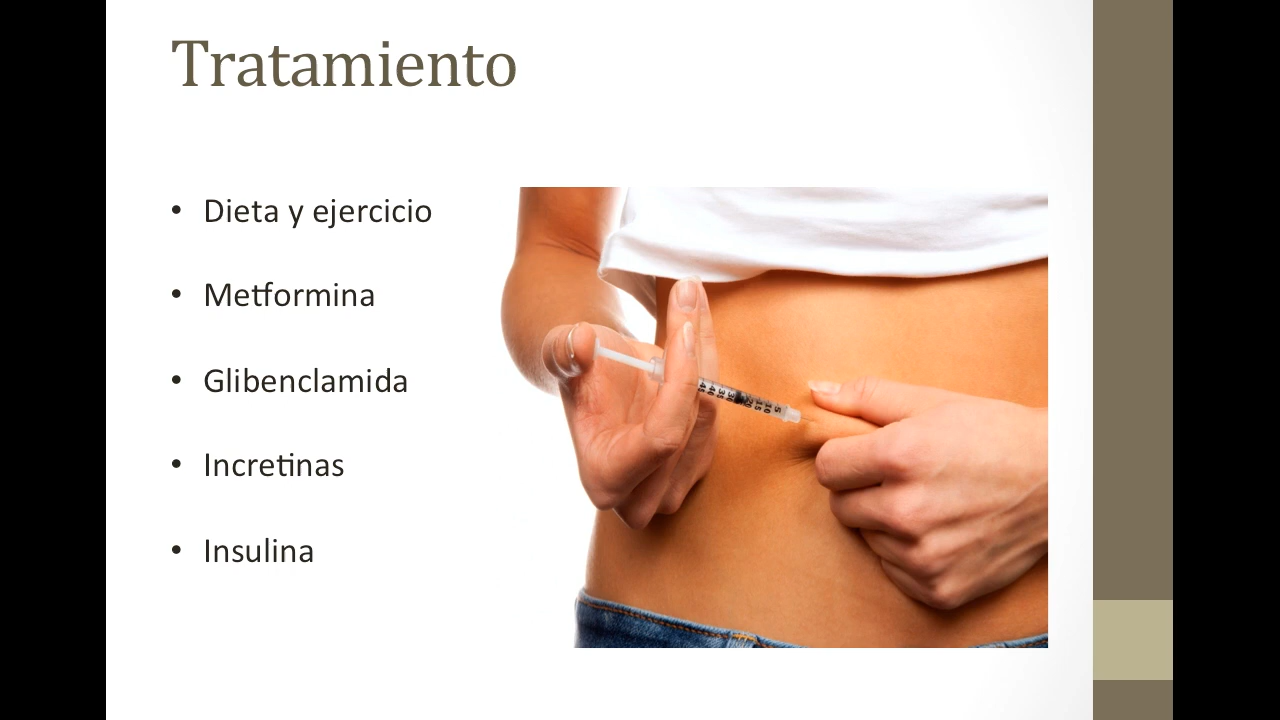 Tratamiento
• Dieta y ejercicio
• Metformina
• Glibenclamida
• Incretinas
• Insulina